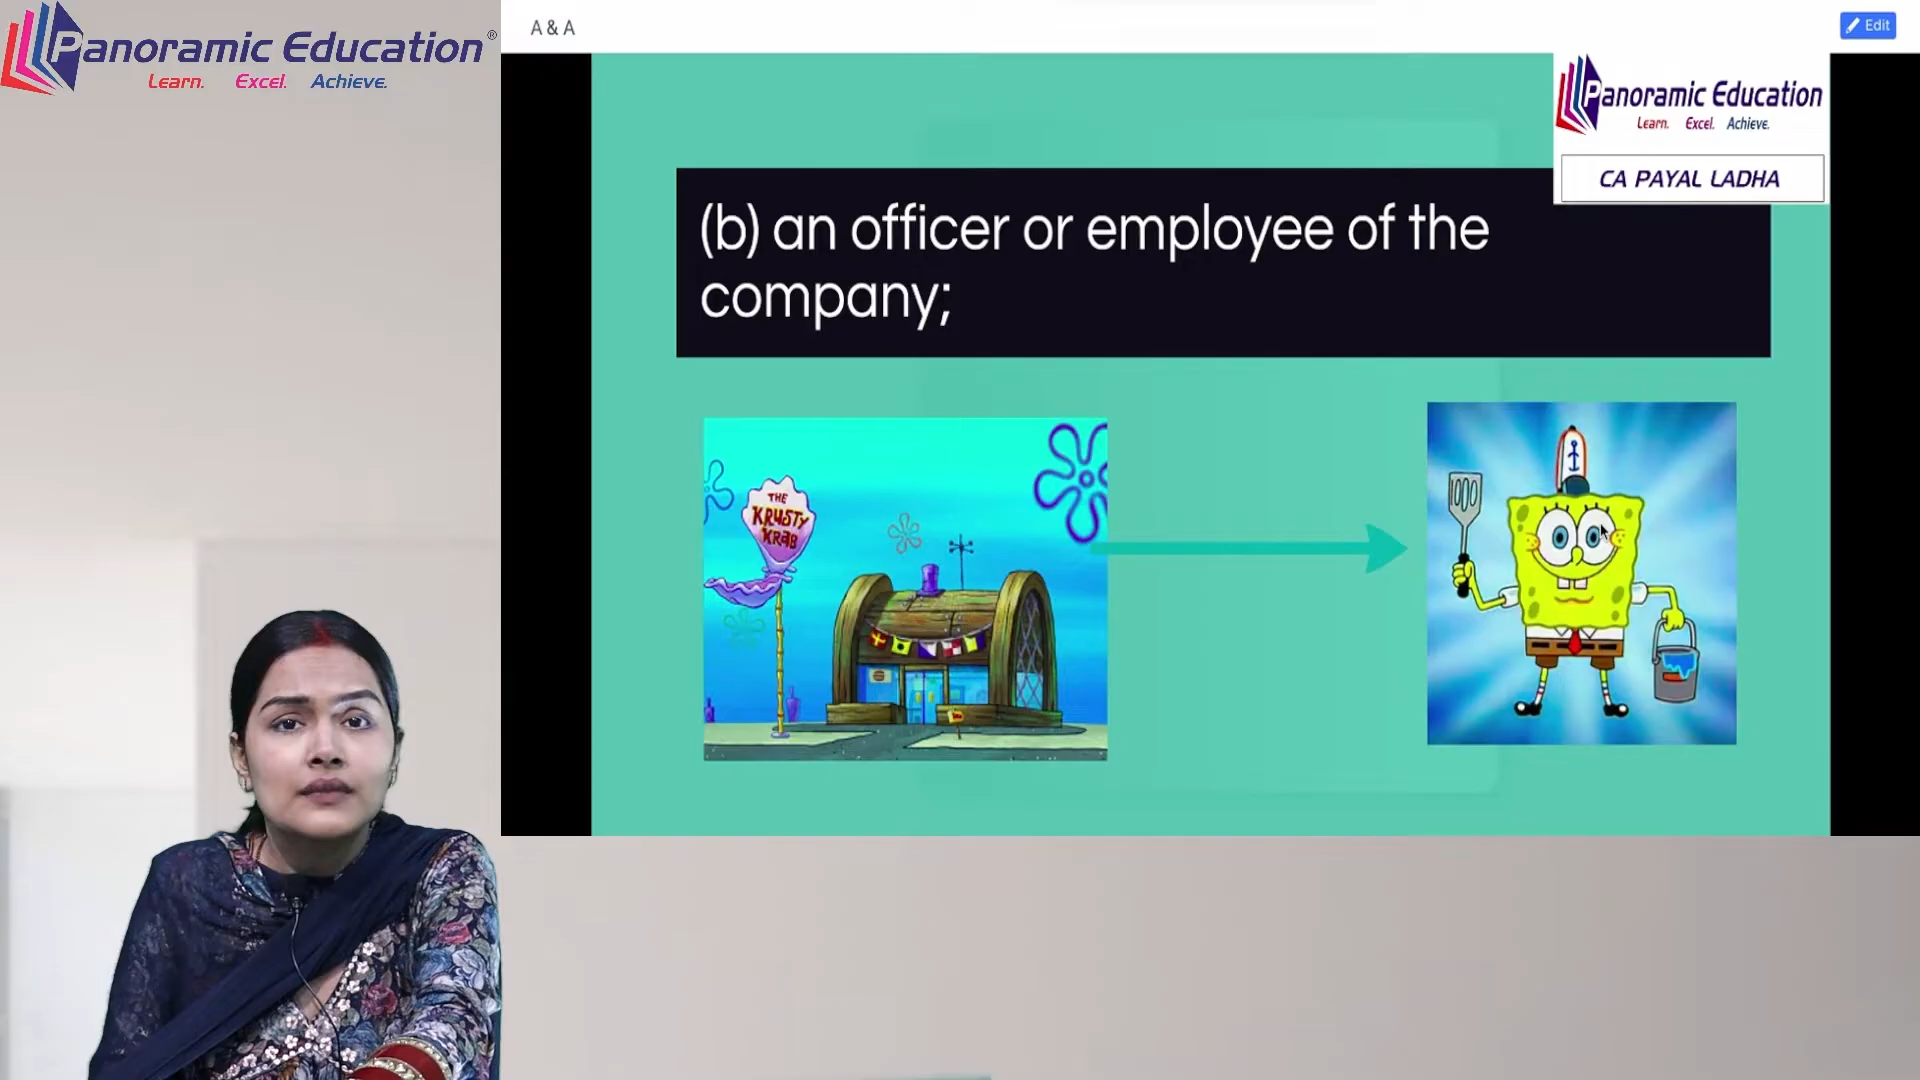 Panoramic Education®
Learn. Excel. Achieve.
A & A
Edit
Panoramic Education
Learn. Excel. Achieve.
CA PAYAL LADHA
(b) an officer or employee of the
company;
THE
KRUSTY
KRAB